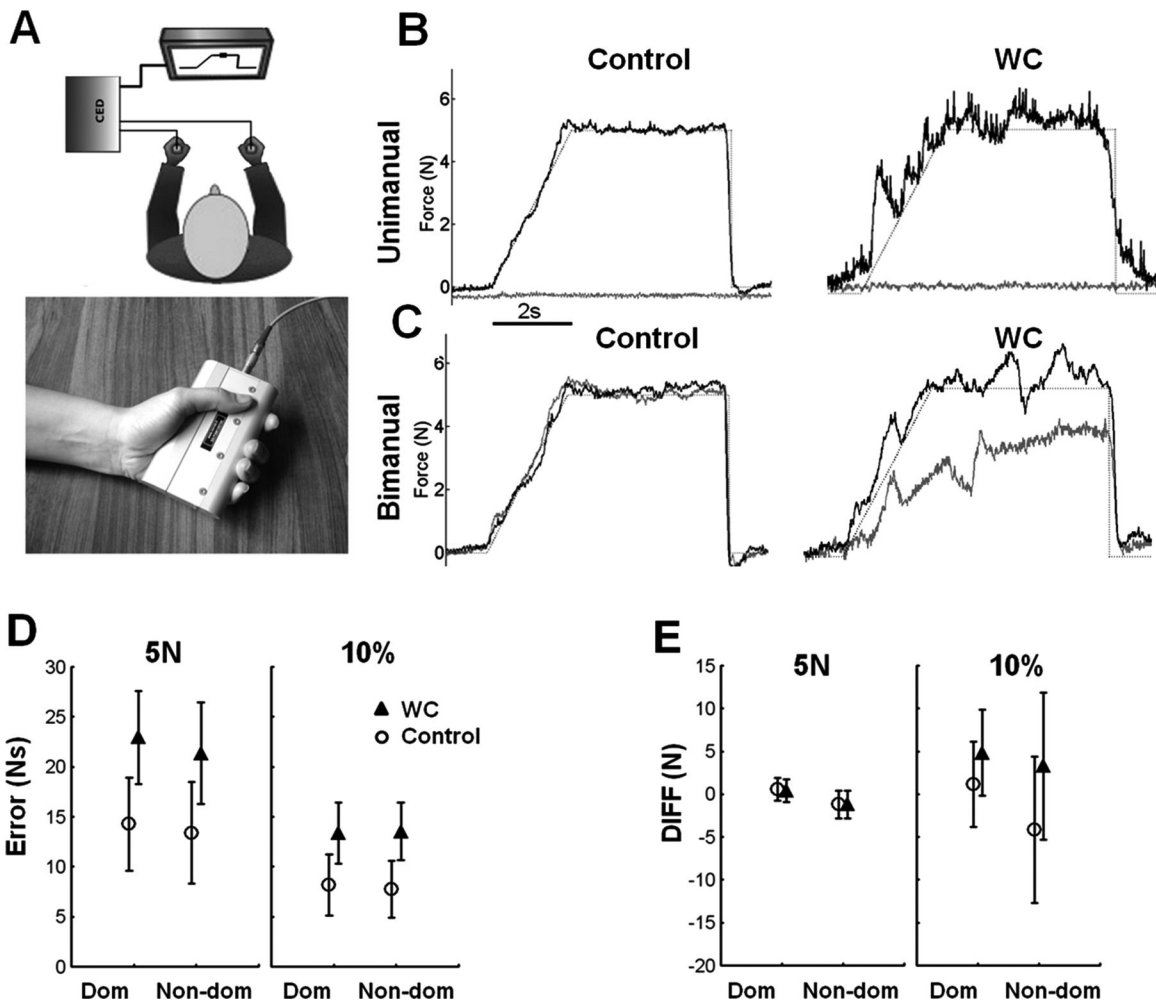 A
CED
B
Control
WC
Unimanual
Force (N)
6
4
2
0
2s
C
Control
WC
Bimanual
Force (N)
6
4
2
0
D
5N
10%
Error (Ns)
30
25
20
15
10
5
0
WC
Control
Dom Non-dom Dom Non-dom
E
5N
10%
DIFF (N)
15
10
5
0
-5
-10
-15
-20
Dom Non-dom Dom Non-dom